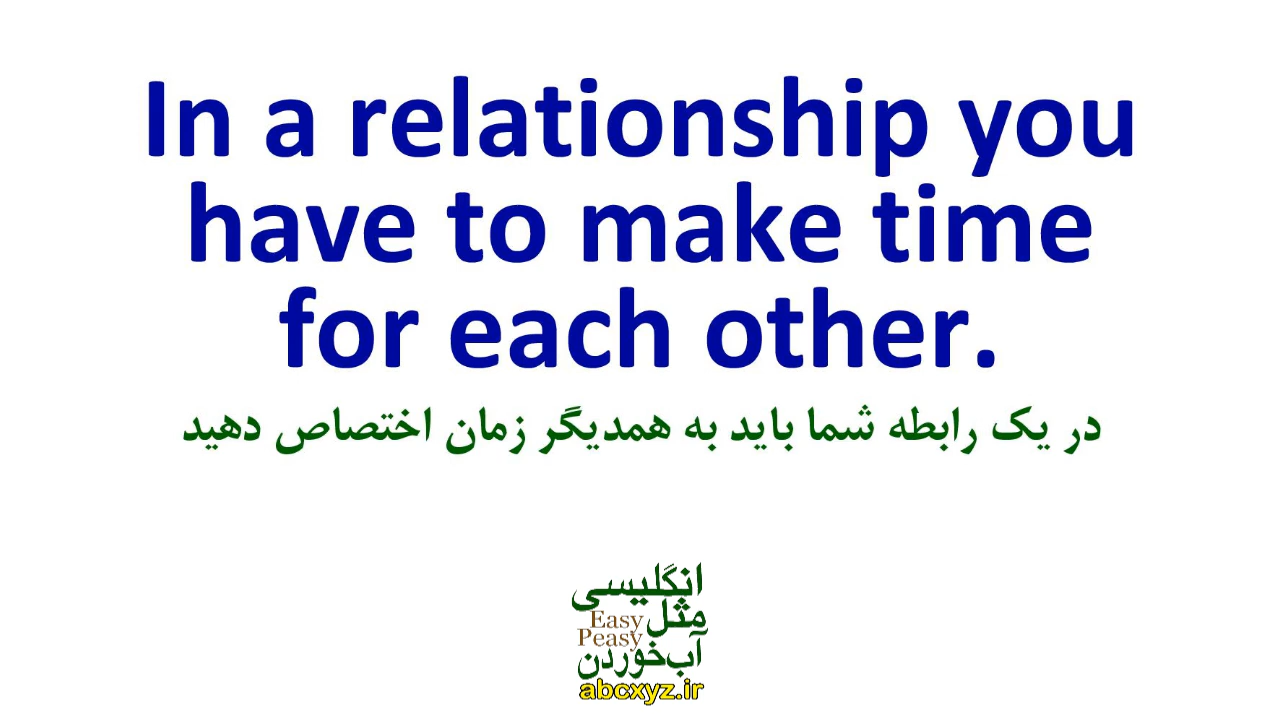 In a relationship you
have to make time
for each other.
در یک رابطه شما باید به همدیگر زمان اختصاص دهید
انگلیسی
مثل
Easy
Peasy
آب‌خوردن
abcxyz.ir